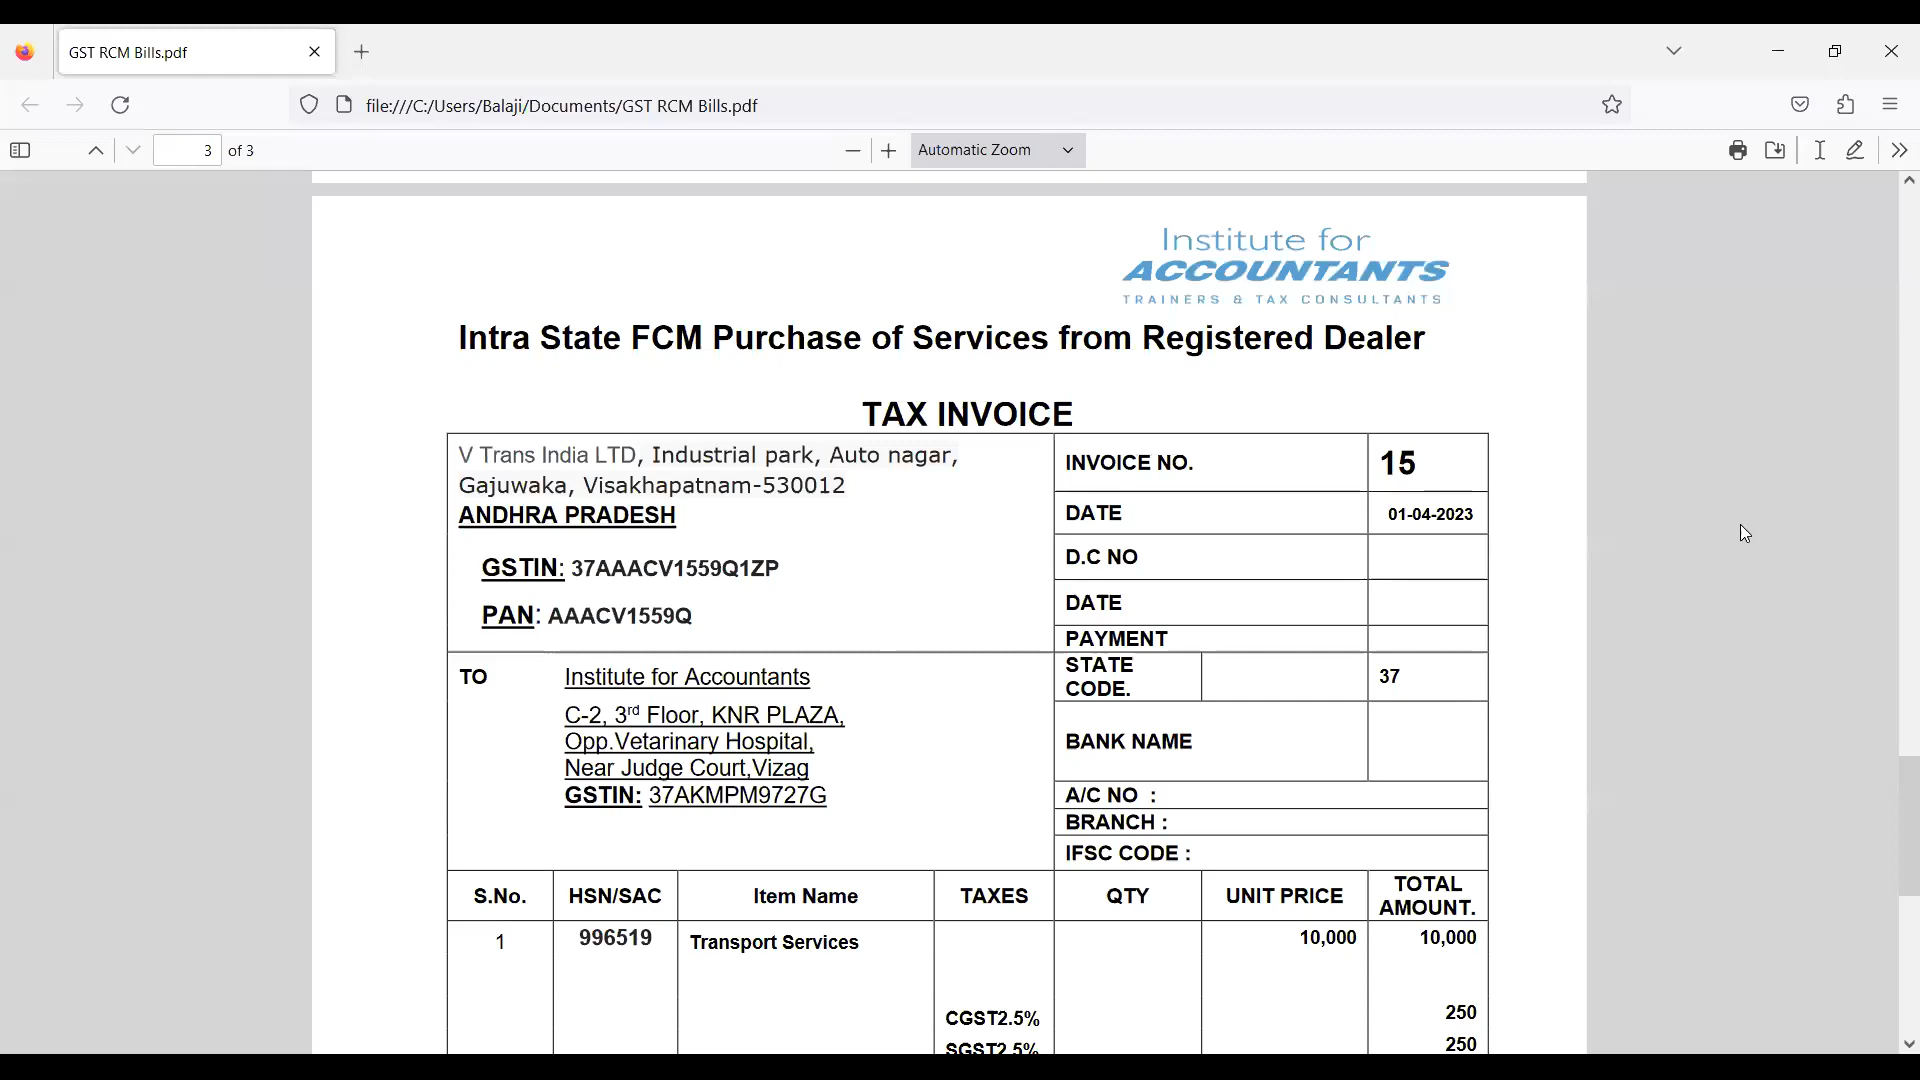 GST RCM Bills.pdf
file:///C:/Users/Balaji/Documents/GST RCM Bills.pdf
3 of 3
Automatic Zoom
Institute for
ACCOUNTANTS
TRAINERS & TAX CONSULTANTS
Intra State FCM Purchase of Services from Registered Dealer
TAX INVOICE
V Trans India LTD, Industrial park, Auto nagar,
Gajuwaka, Visakhapatnam-530012
ANDHRA PRADESH
GSTIN: 37AAACV1559Q1ZP
PAN: AAACV1559Q
INVOICE NO. 15
DATE 01-04-2023
D.C NO
DATE
PAYMENT
TO Institute for Accountants
C-2, 3rd Floor, KNR PLAZA,
Opp.Vetarinary Hospital,
Near Judge Court,Vizag
GSTIN: 37AKMPM9727G
STATE
CODE. 37
BANK NAME
A/C NO :
BRANCH :
IFSC CODE :
S.No. HSN/SAC Item Name TAXES QTY UNIT PRICE TOTAL
AMOUNT.
1 996519 Transport Services 10,000 10,000
CGST2.5% 250
SGST2.5% 250